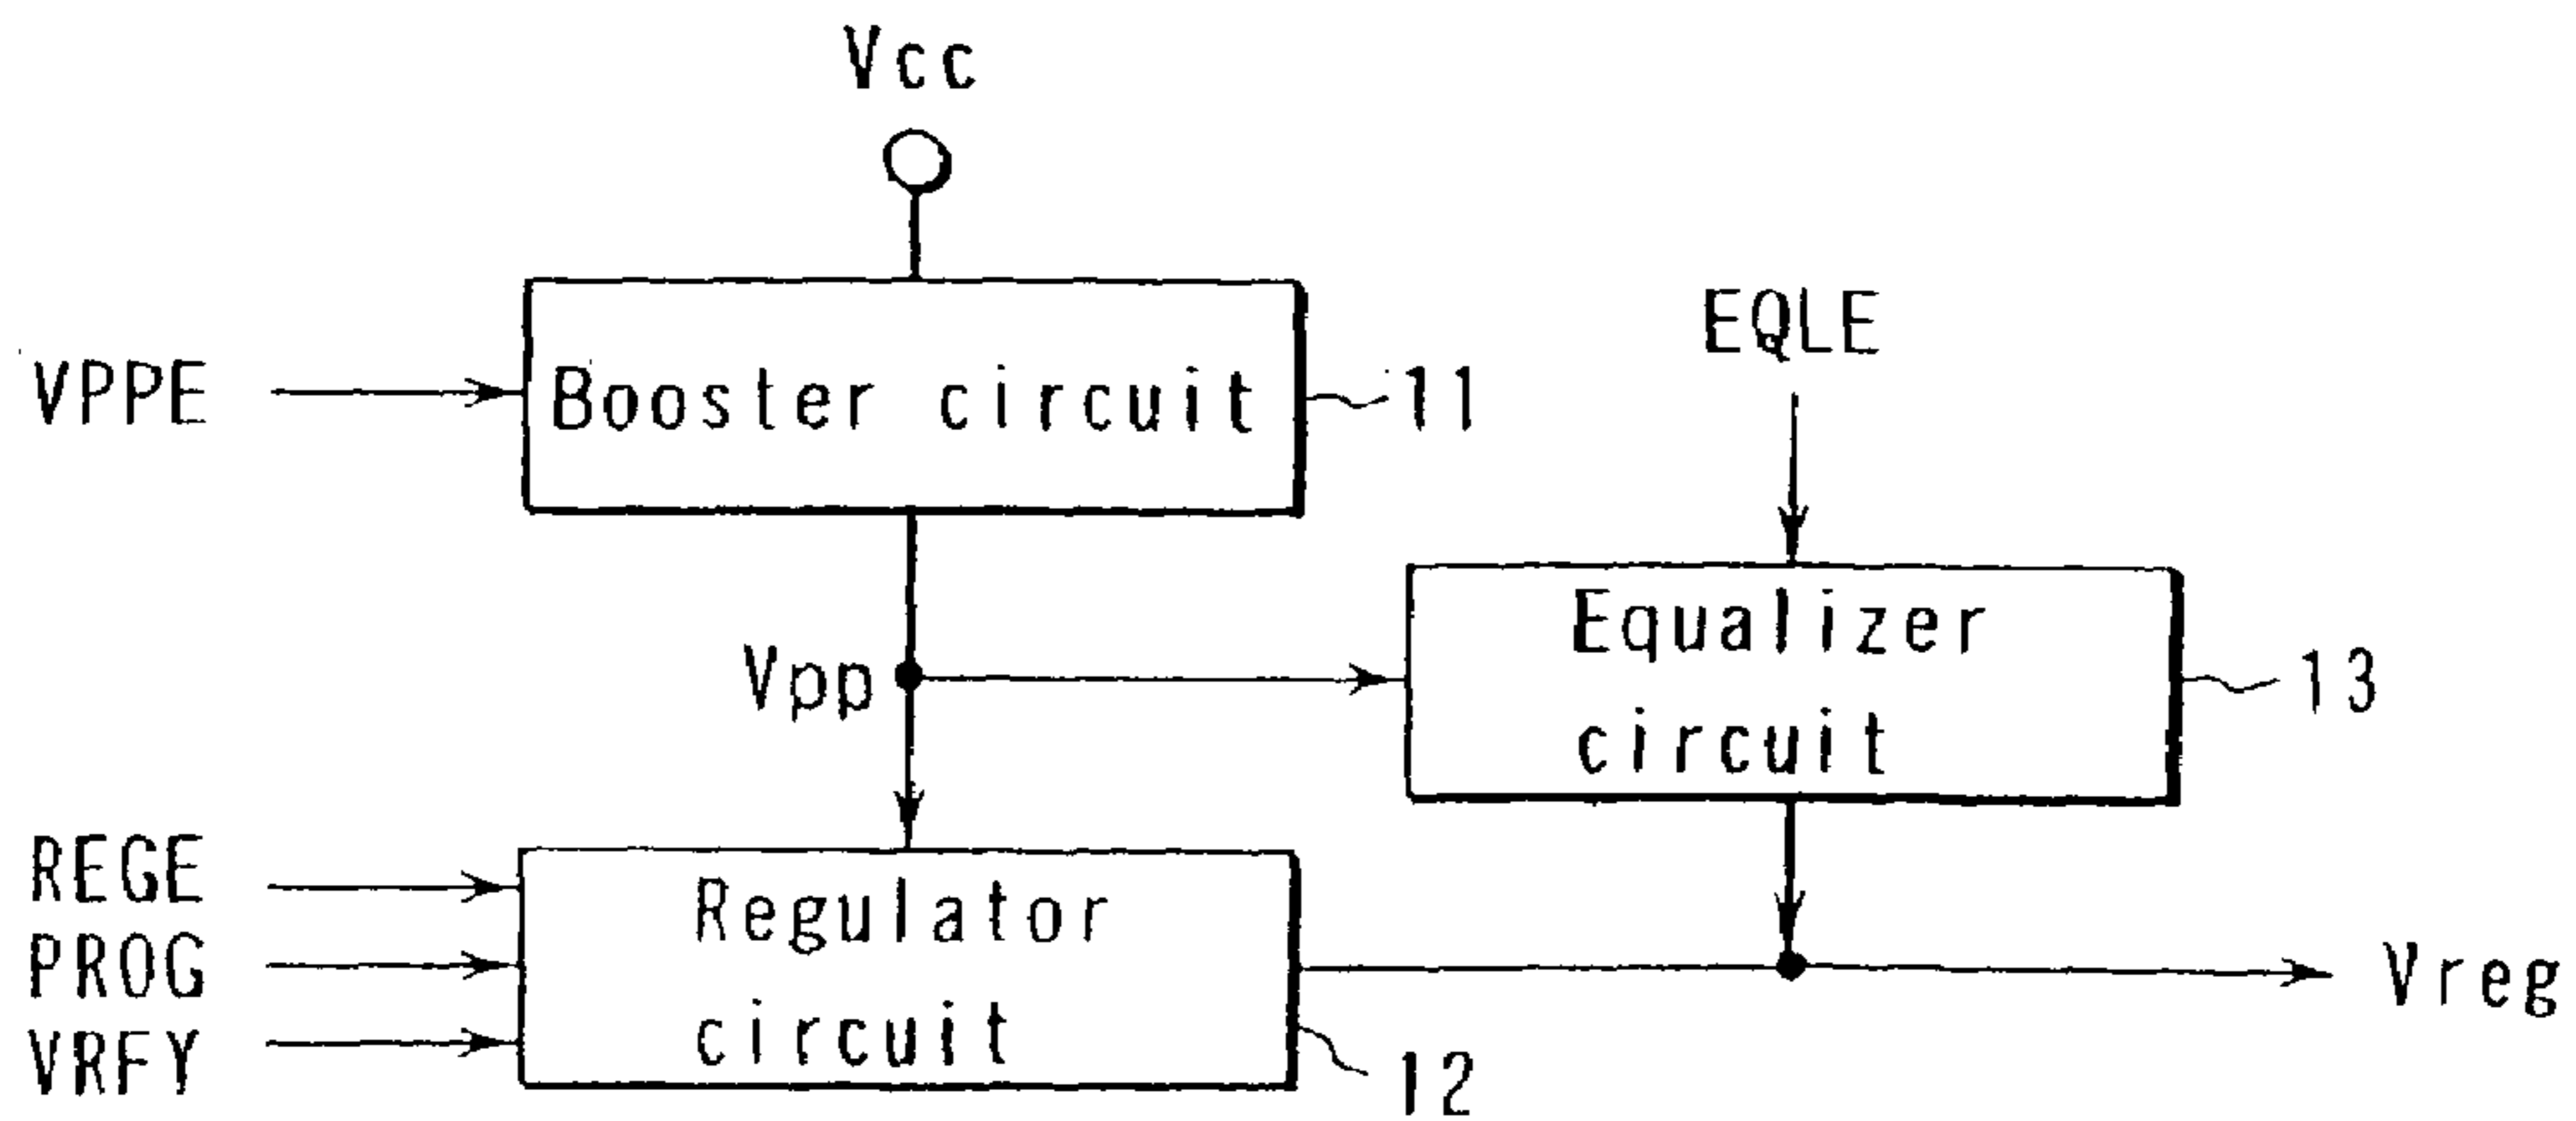 Vcc
VPPE
Booster circuit
11
EQLE
Equalizer
circuit
13
Vpp
REGE
PROG
VRFY
Regulator
circuit
12
Vreg